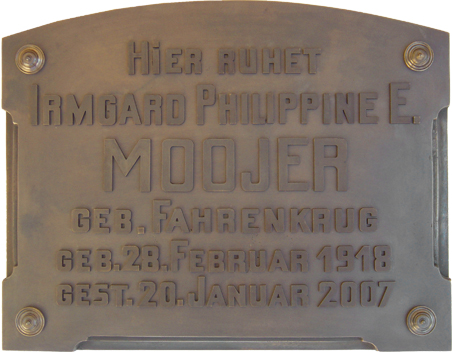 Hier ruhet
Irmgard Philippine E.
MOOJER
geb. Fahrenkrug
geb. 28. Februar 1918
gest. 20. Januar 2007